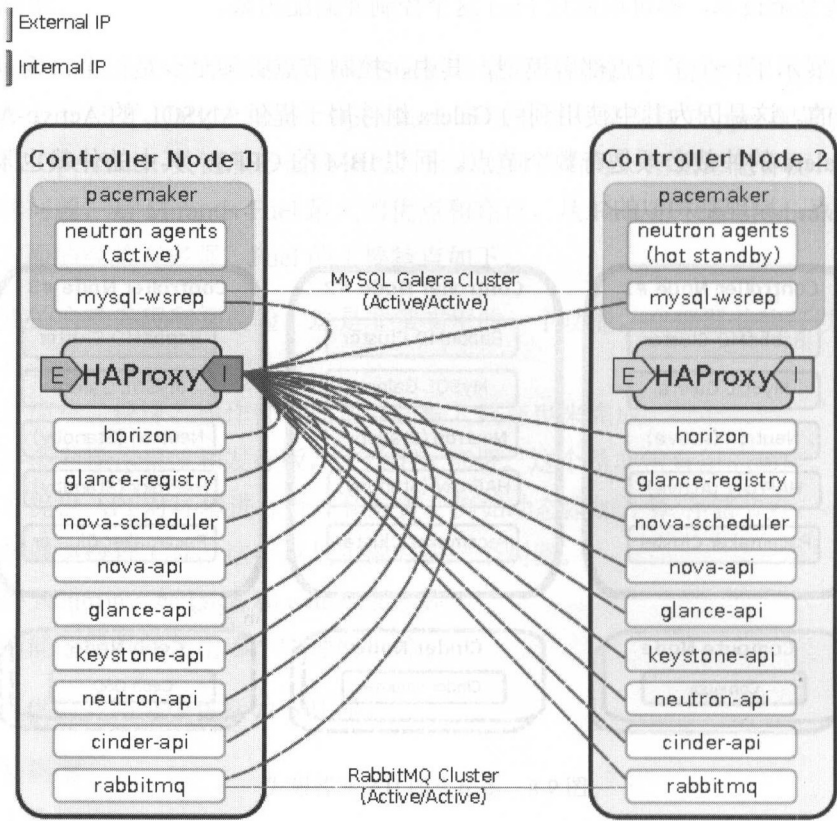 External IP
Internal IP
Controller Node 1
pacemaker
neutron agents
(active)
mysql-wsrep
E HAProxy I
horizon
glance-registry
nova-scheduler
nova-api
glance-api
keystone-api
neutron-api
cinder-api
rabbitmq
MySQL Galera Cluster
(Active/Active)
RabbitMQ Cluster
(Active/Active)
Controller Node 2
pacemaker
neutron agents
(hot standby)
mysql-wsrep
E HAProxy I
horizon
glance-registry
nova-scheduler
nova-api
glance-api
keystone-api
neutron-api
cinder-api
rabbitmq